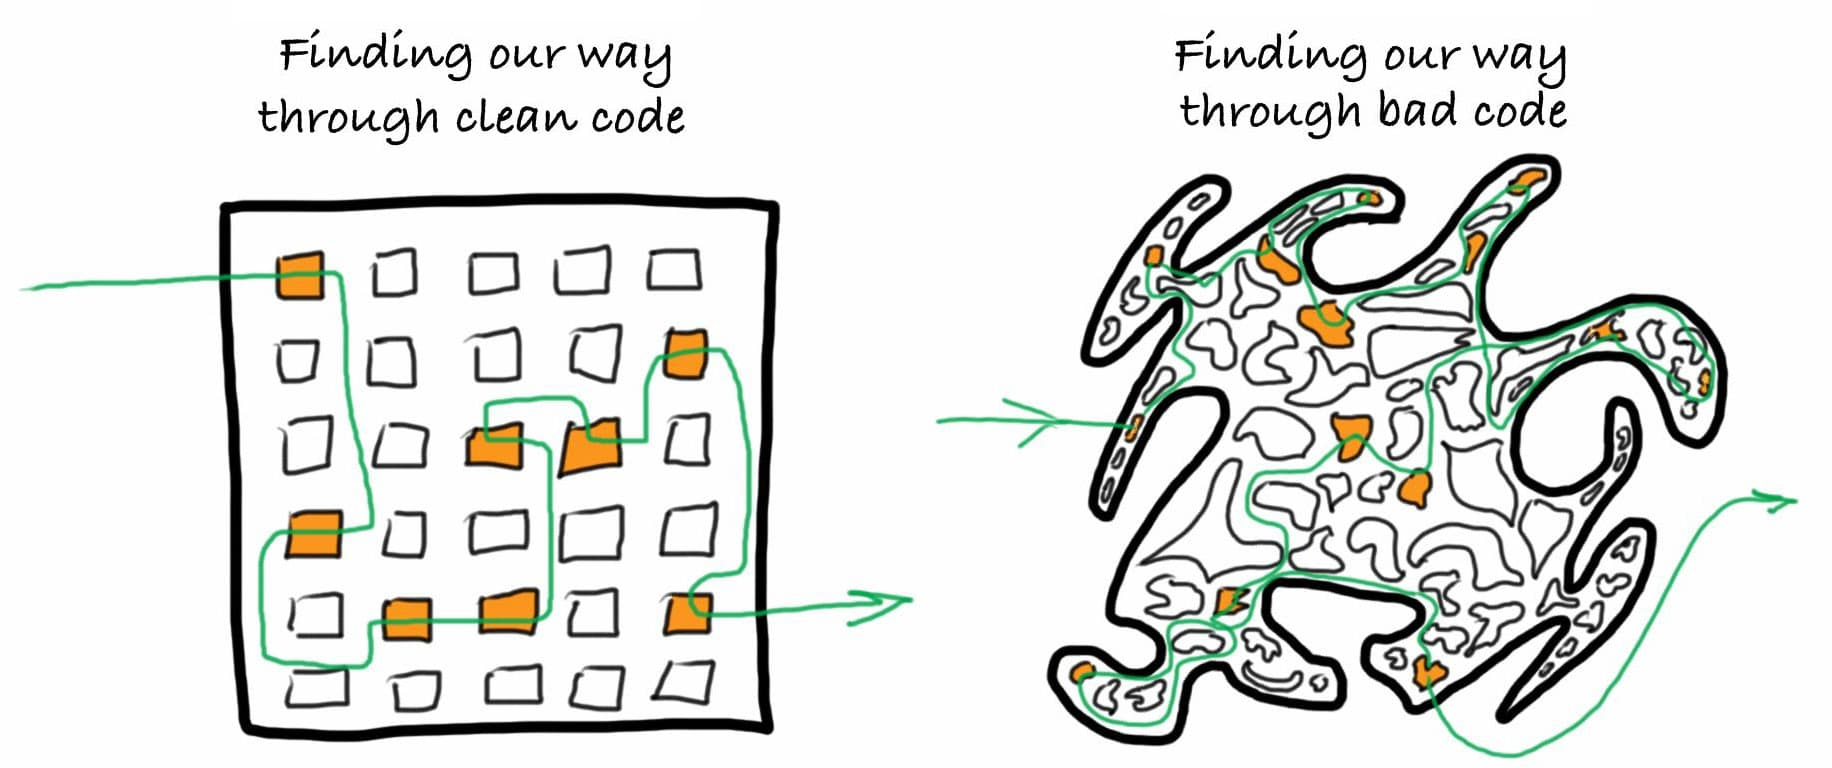 Finding our way
through clean code
Finding our way
through bad code